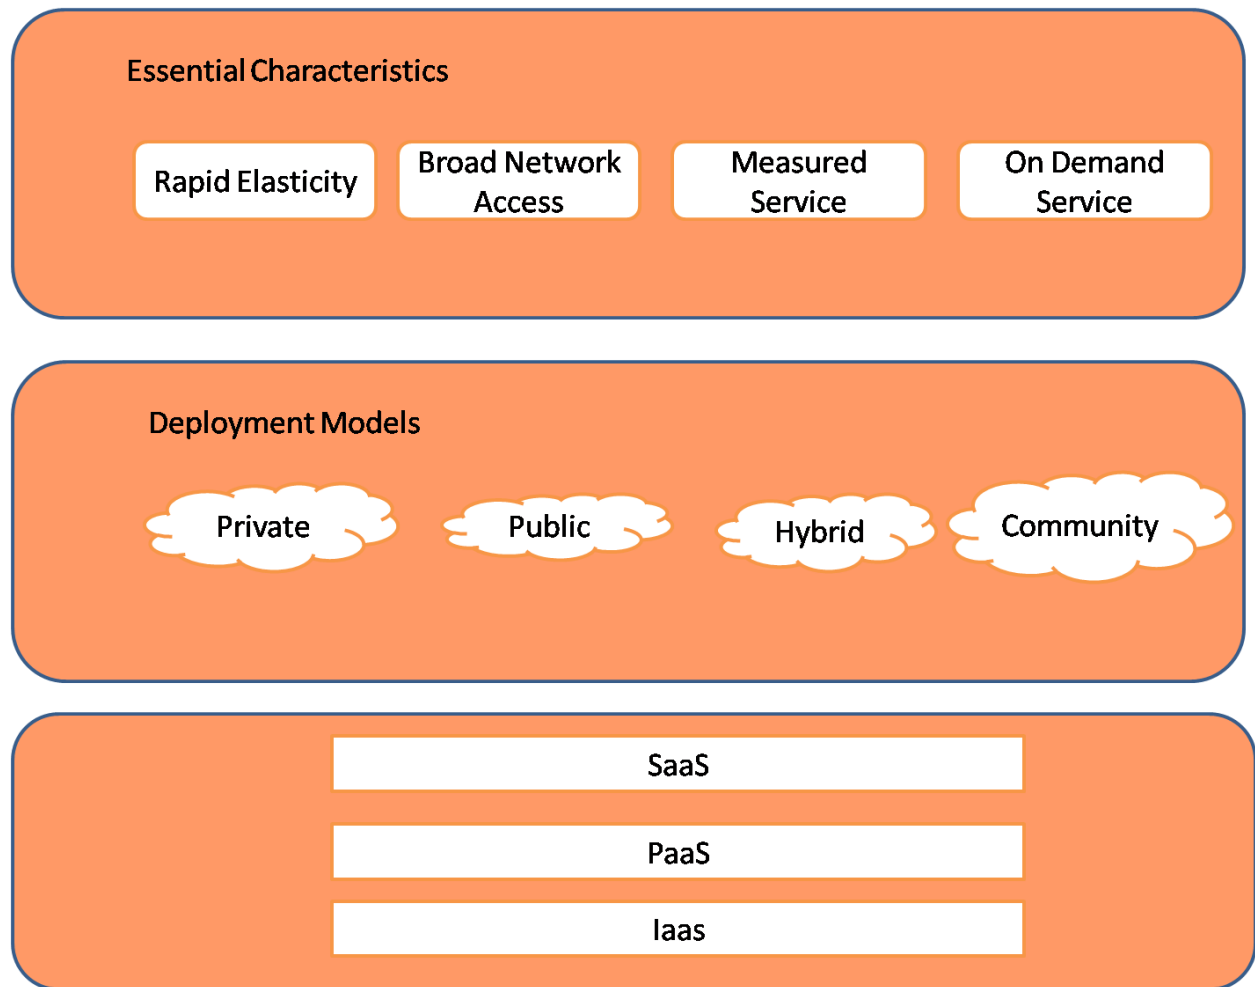 Essential Characteristics
Rapid Elasticity
Broad Network
Access
Measured
Service
On Demand
Service
Deployment Models
Private
Public
Hybrid
Community
SaaS
PaaS
Iaas